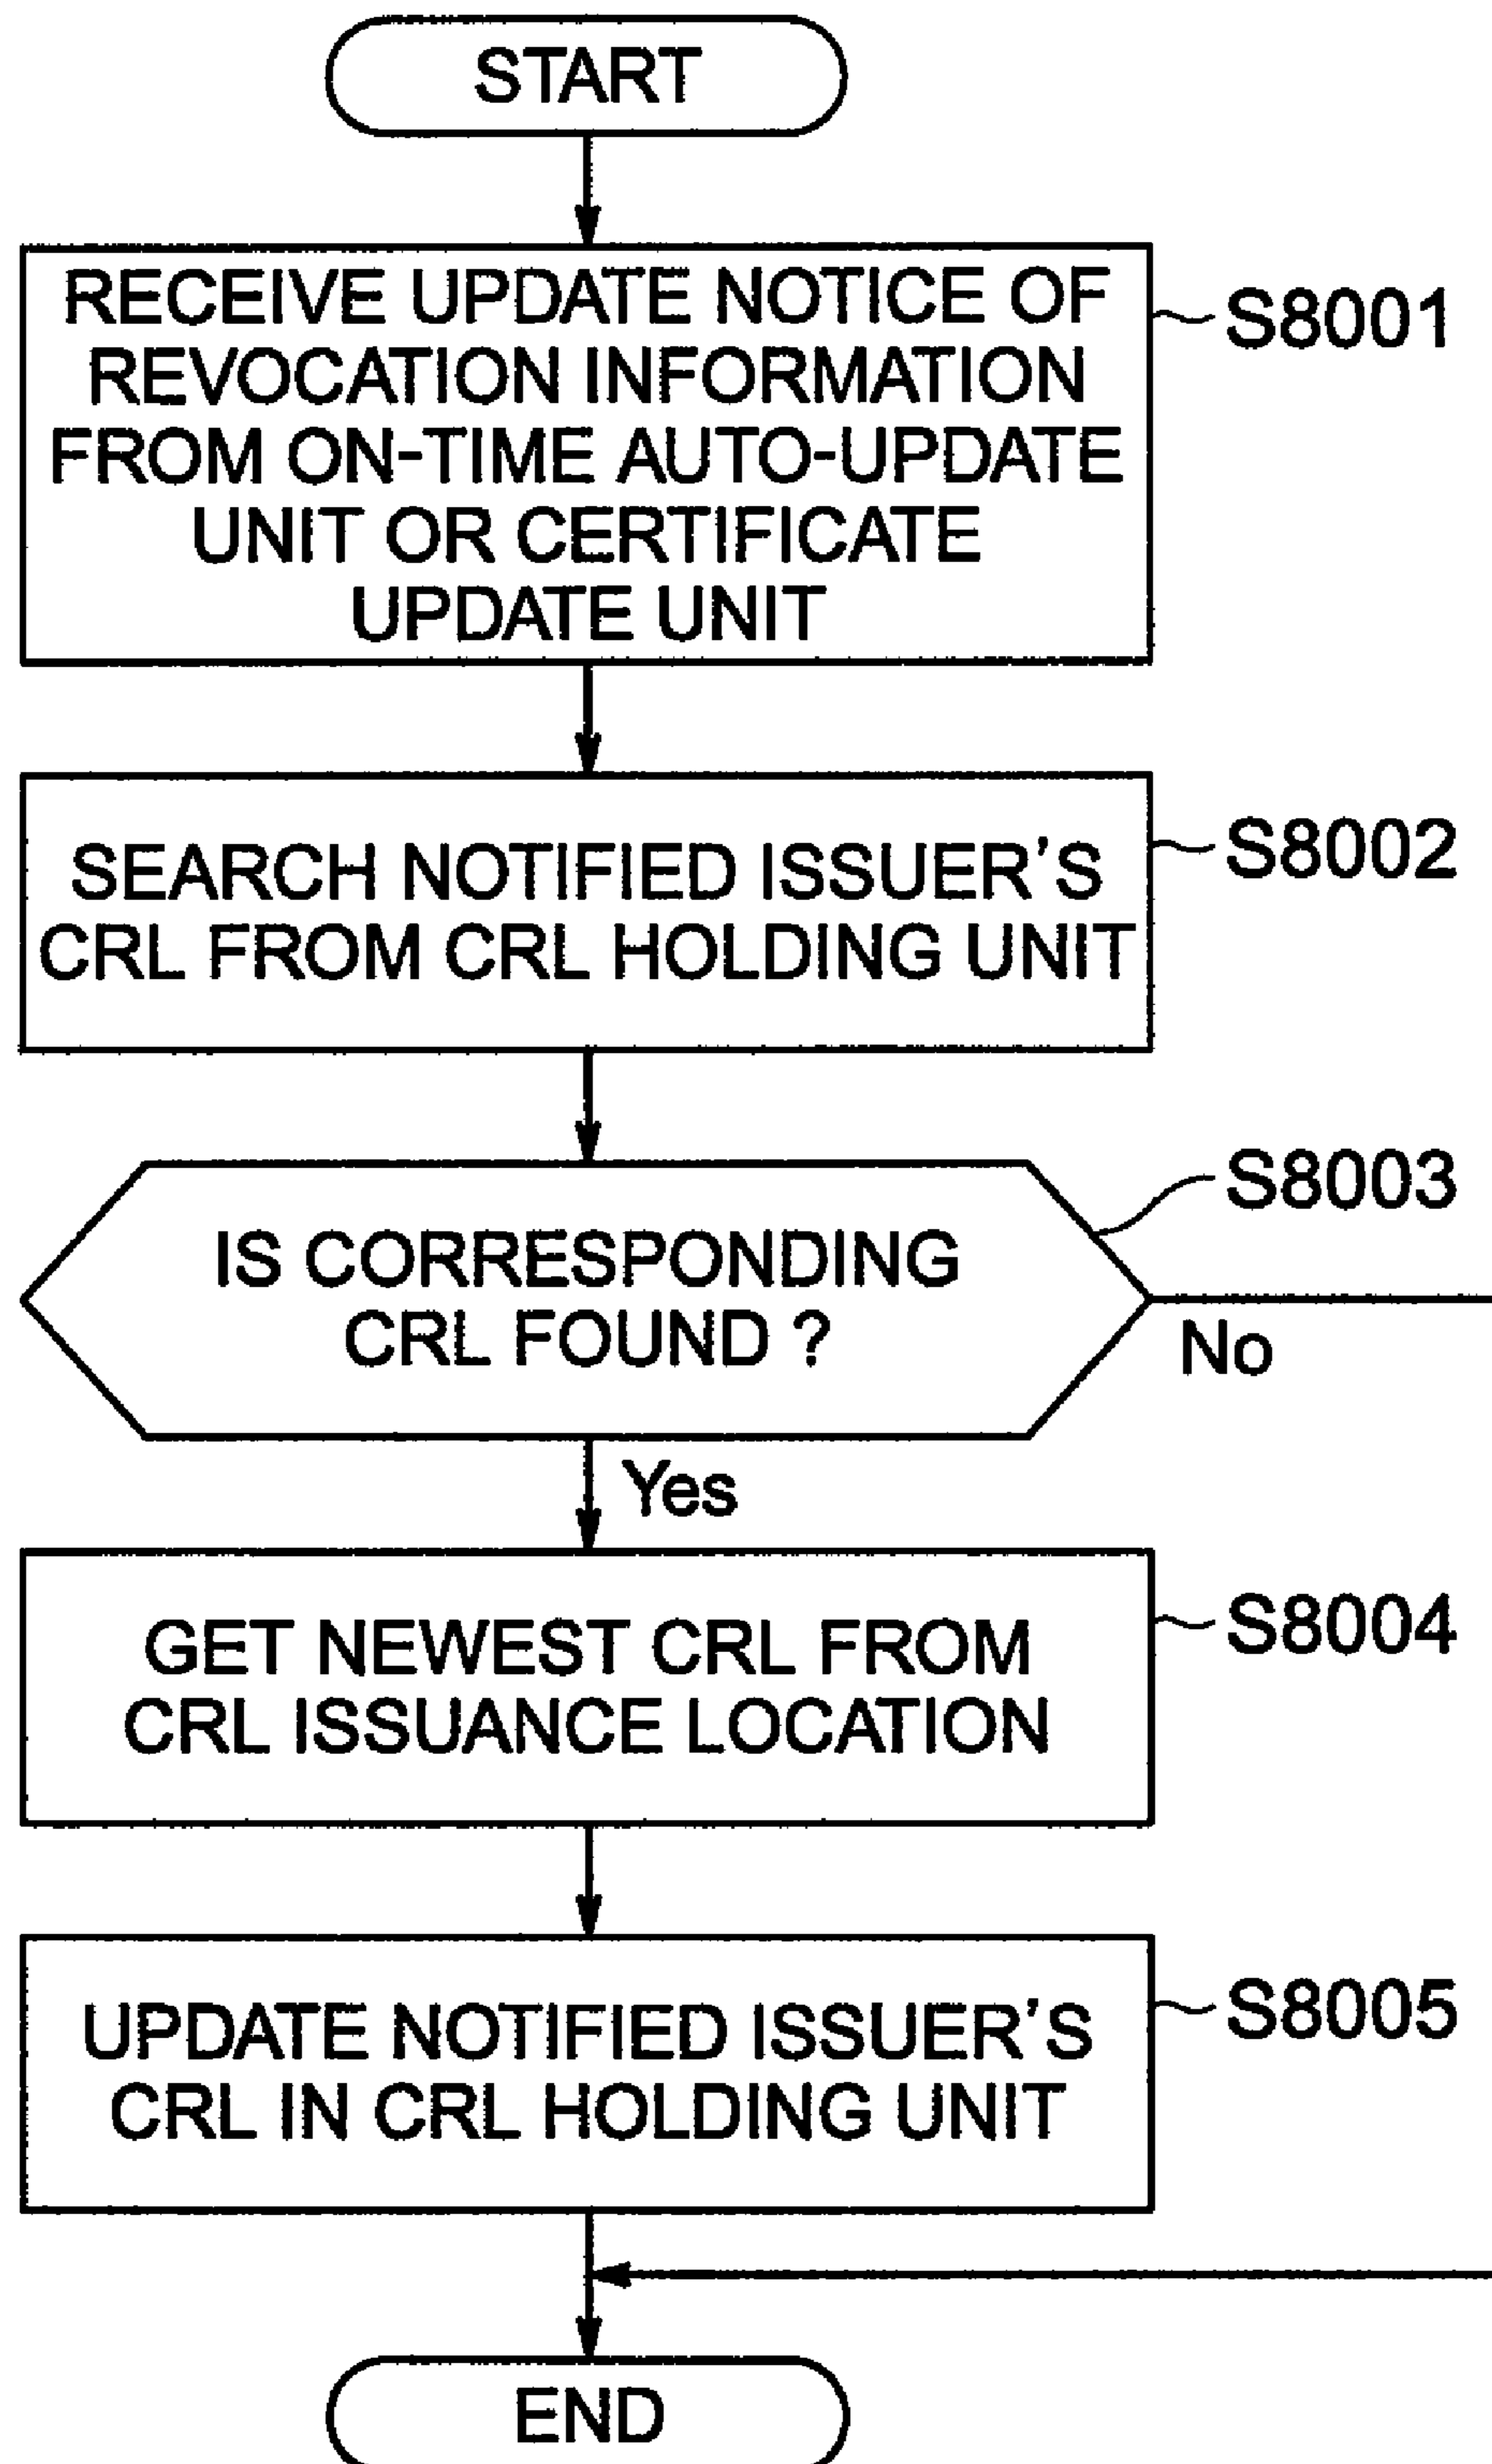 START
RECEIVE UPDATE NOTICE OF
REVOCATION INFORMATION
FROM ON-TIME AUTO-UPDATE
UNIT OR CERTIFICATE
UPDATE UNIT
S8001
SEARCH NOTIFIED ISSUER'S
CRL FROM CRL HOLDING UNIT
S8002
IS CORRESPONDING
CRL FOUND ?
S8003
No
Yes
GET NEWEST CRL FROM
CRL ISSUANCE LOCATION
S8004
UPDATE NOTIFIED ISSUER'S
CRL IN CRL HOLDING UNIT
S8005
END